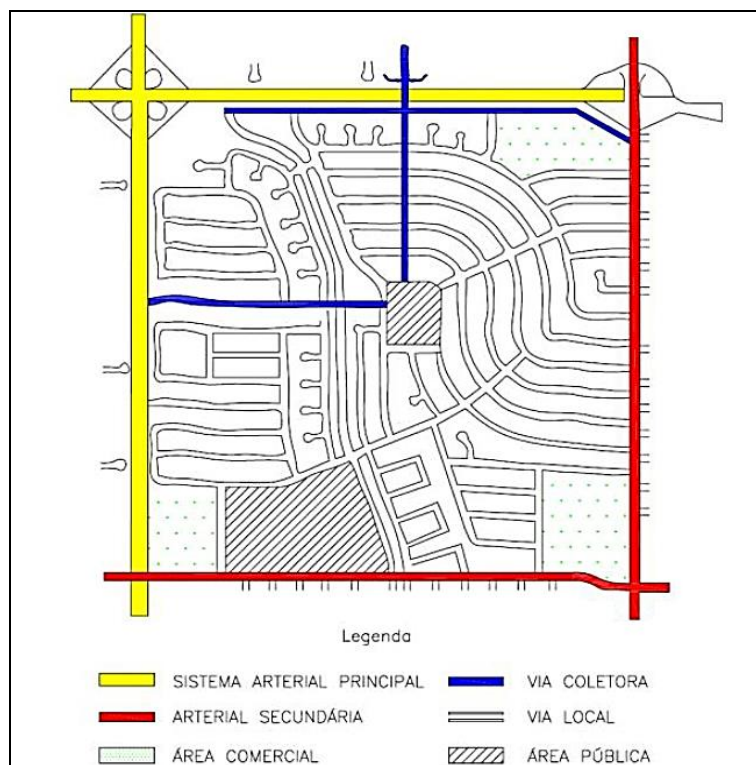 Legenda
SISTEMA ARTERIAL PRINCIPAL
VIA COLETORA
ARTERIAL SECUNDÁRIA
VIA LOCAL
ÁREA COMERCIAL
ÁREA PÚBLICA